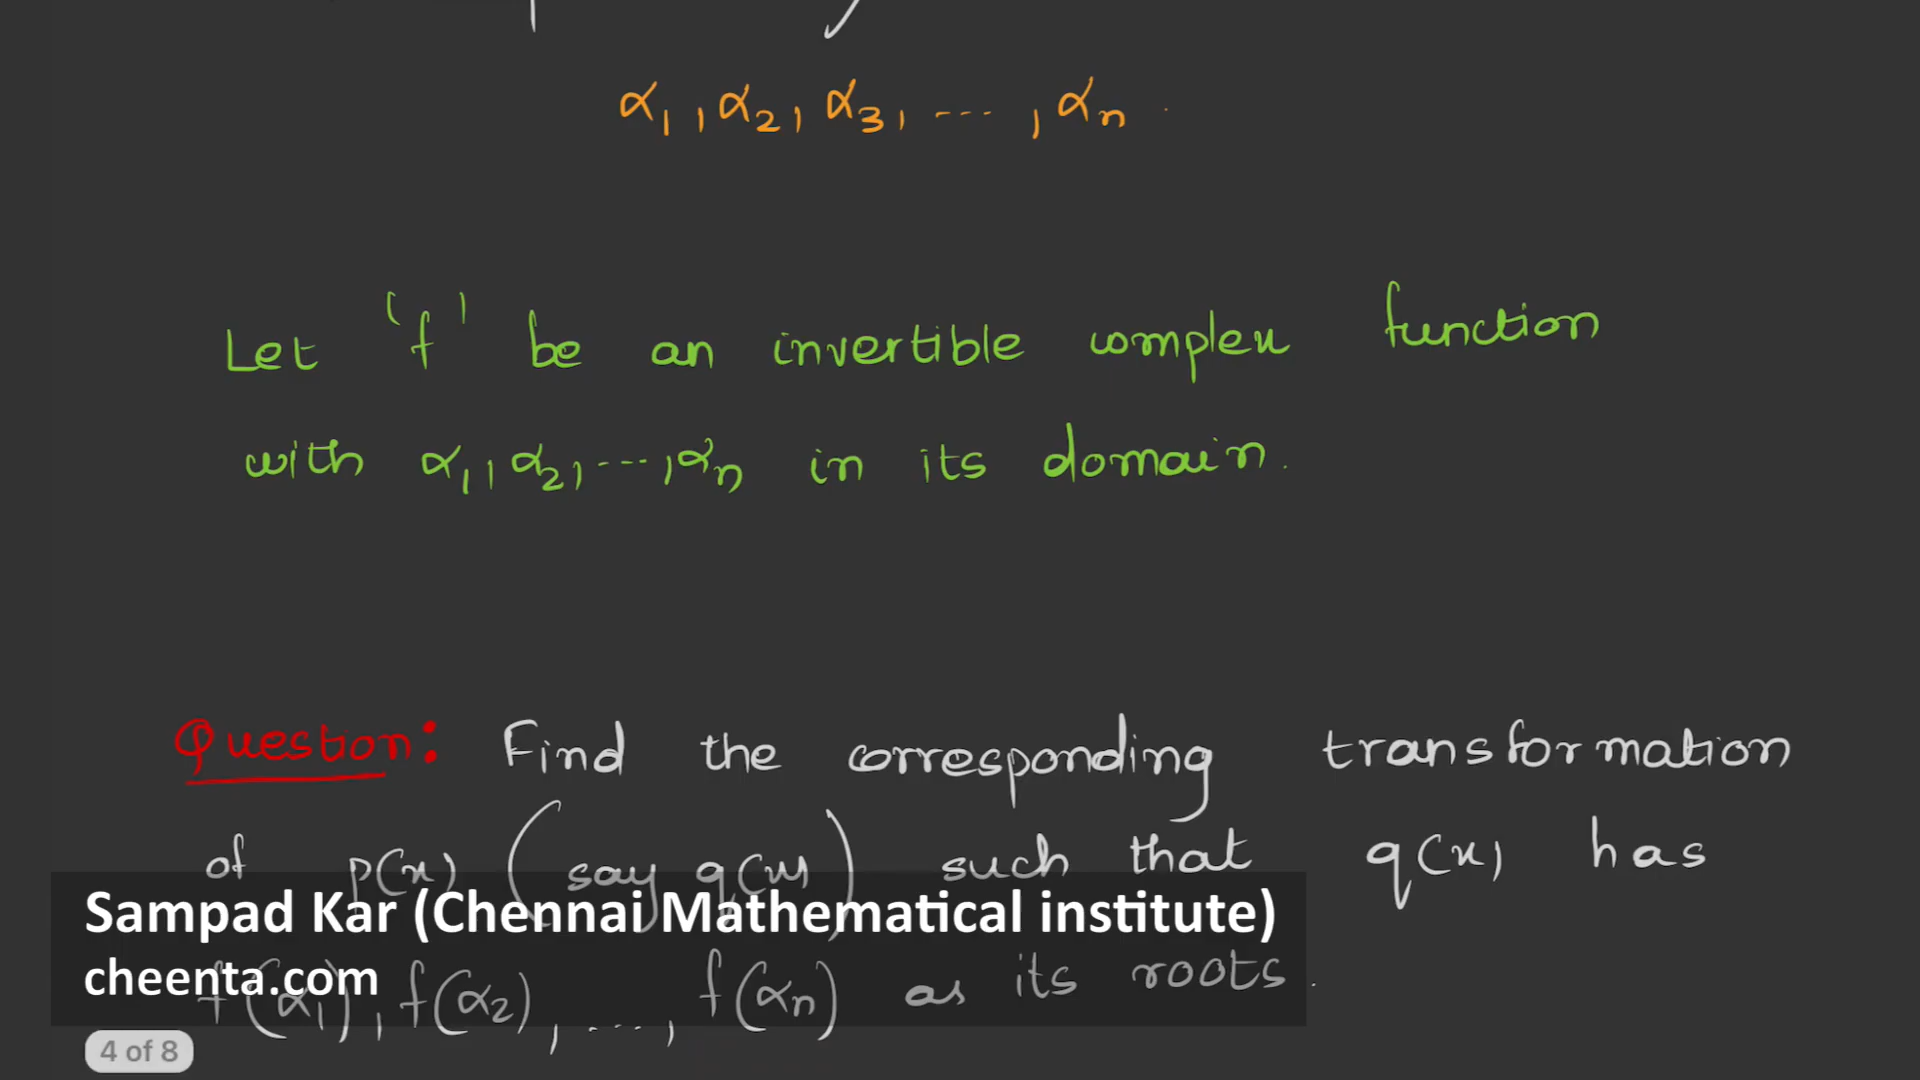 α₁, α₂, α₃, ..., αₙ.
Let 'f' be an invertible complex function
with α₁, α₂, ..., αₙ in its domain.
Question: Find the corresponding transformation
of p(x) (say q(x)) such that q(x) has
f(α₁), f(α₂), ..., f(αₙ) as its roots.
Sampad Kar (Chennai Mathematical institute)
cheenta.com
4 of 8